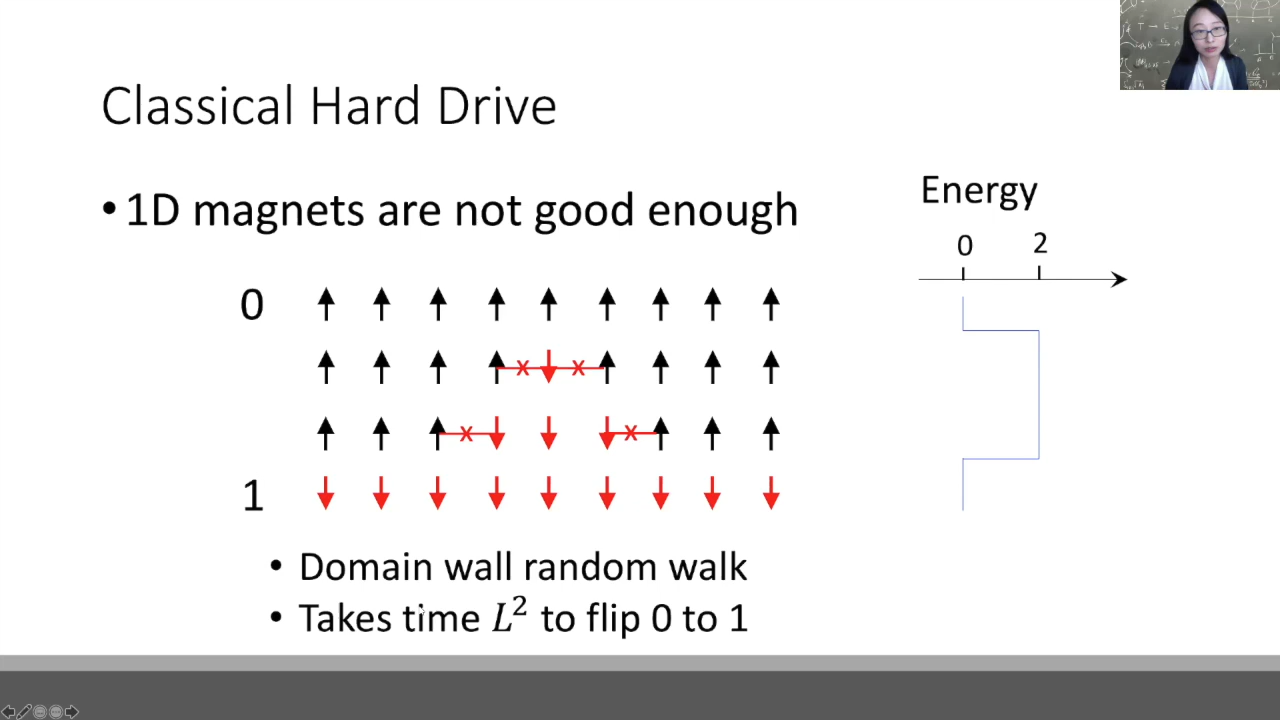 Classical Hard Drive
• 1D magnets are not good enough
Energy
0 2
0
x x
x x
1
• Domain wall random walk
• Takes time L² to flip 0 to 1